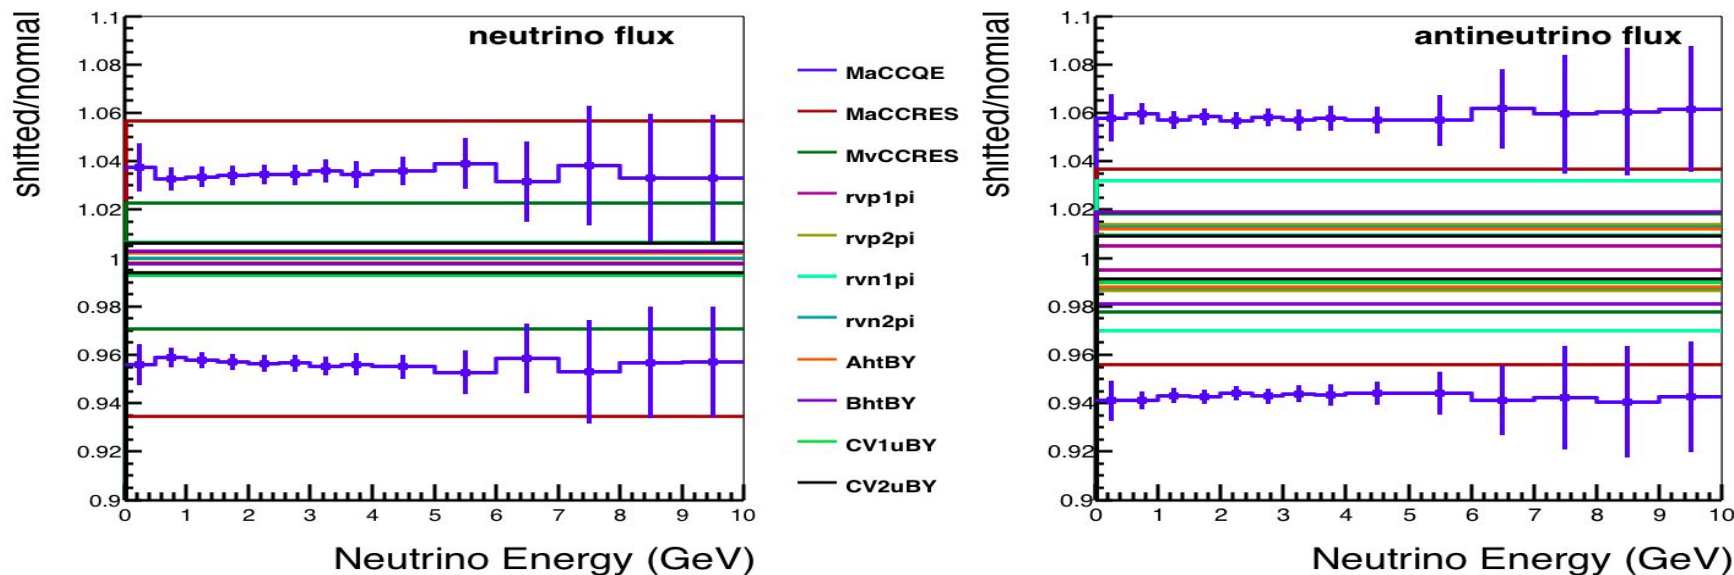 shifted/nomial
1.1
1.08
1.06
1.04
1.02
1
0.98
0.96
0.94
0.92
0.9
neutrino flux
0 1 2 3 4 5 6 7 8 9 10
Neutrino Energy (GeV)
MaCCQE
MaCCRES
MvCCRES
rvp1pi
rvp2pi
rvn1pi
rvn2pi
AhtBY
BhtBY
CV1uBY
CV2uBY
shifted/nomial
1.1
1.08
1.06
1.04
1.02
1
0.98
0.96
0.94
0.92
0.9
antineutrino flux
0 1 2 3 4 5 6 7 8 9 10
Neutrino Energy (GeV)